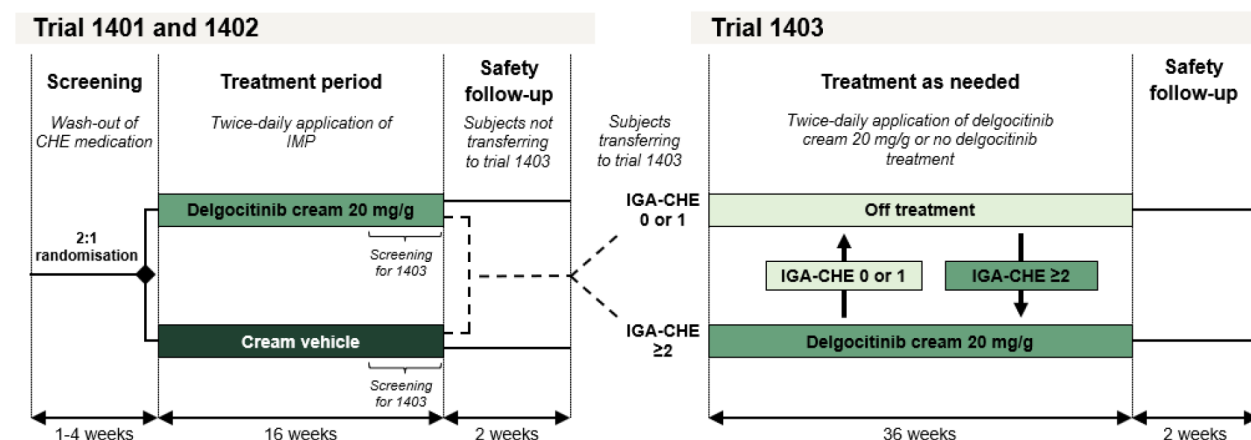 Trial 1401 and 1402
Screening
Wash-out of
CHE medication
Treatment period
Twice-daily application of
IMP
Safety
follow-up
Subjects not
transferring
to trial 1403
Subjects
transferring
to trial 1403
2:1
randomisation
Delgocitinib cream 20 mg/g
Screening
for 1403
Cream vehicle
Screening
for 1403
1-4 weeks
16 weeks
2 weeks
Trial 1403
Treatment as needed
Twice-daily application of delgocitinib
cream 20 mg/g or no delgocitinib
treatment
Safety
follow-up
IGA-CHE
0 or 1
Off treatment
IGA-CHE 0 or 1
IGA-CHE ≥2
IGA-CHE
≥2
Delgocitinib cream 20 mg/g
36 weeks
2 weeks